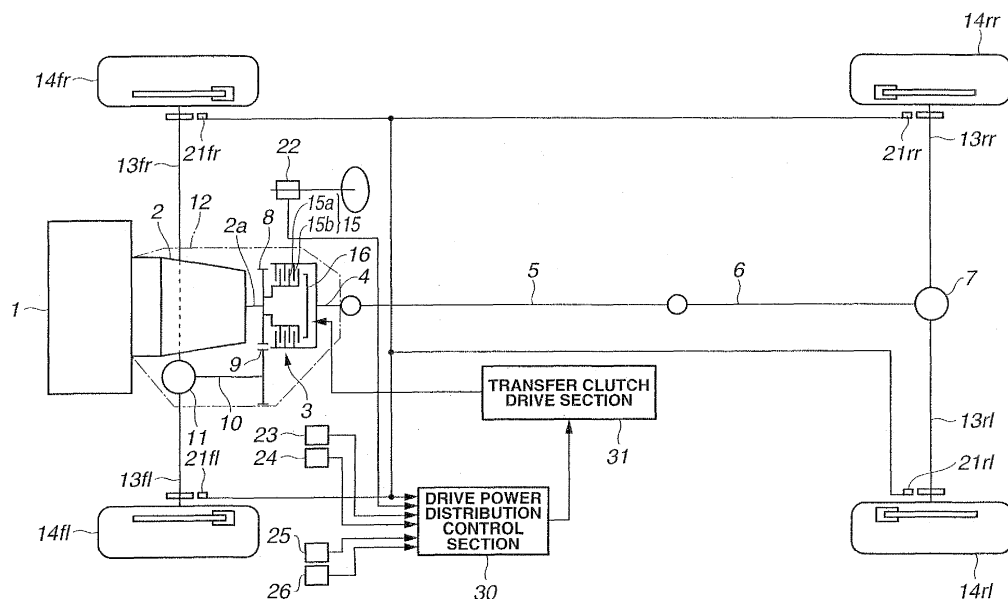 14fr
14rr
21fr
22
21rr
13fr
13rr
15a
15b } 15
2
12
2a
8
16
4
5
6
7
1
9
TRANSFER CLUTCH
DRIVE SECTION
10
3
11
23
31
13rl
24
21fl
21rl
13fl
DRIVE POWER
DISTRIBUTION
CONTROL
SECTION
14fl
25
26
30
14rl